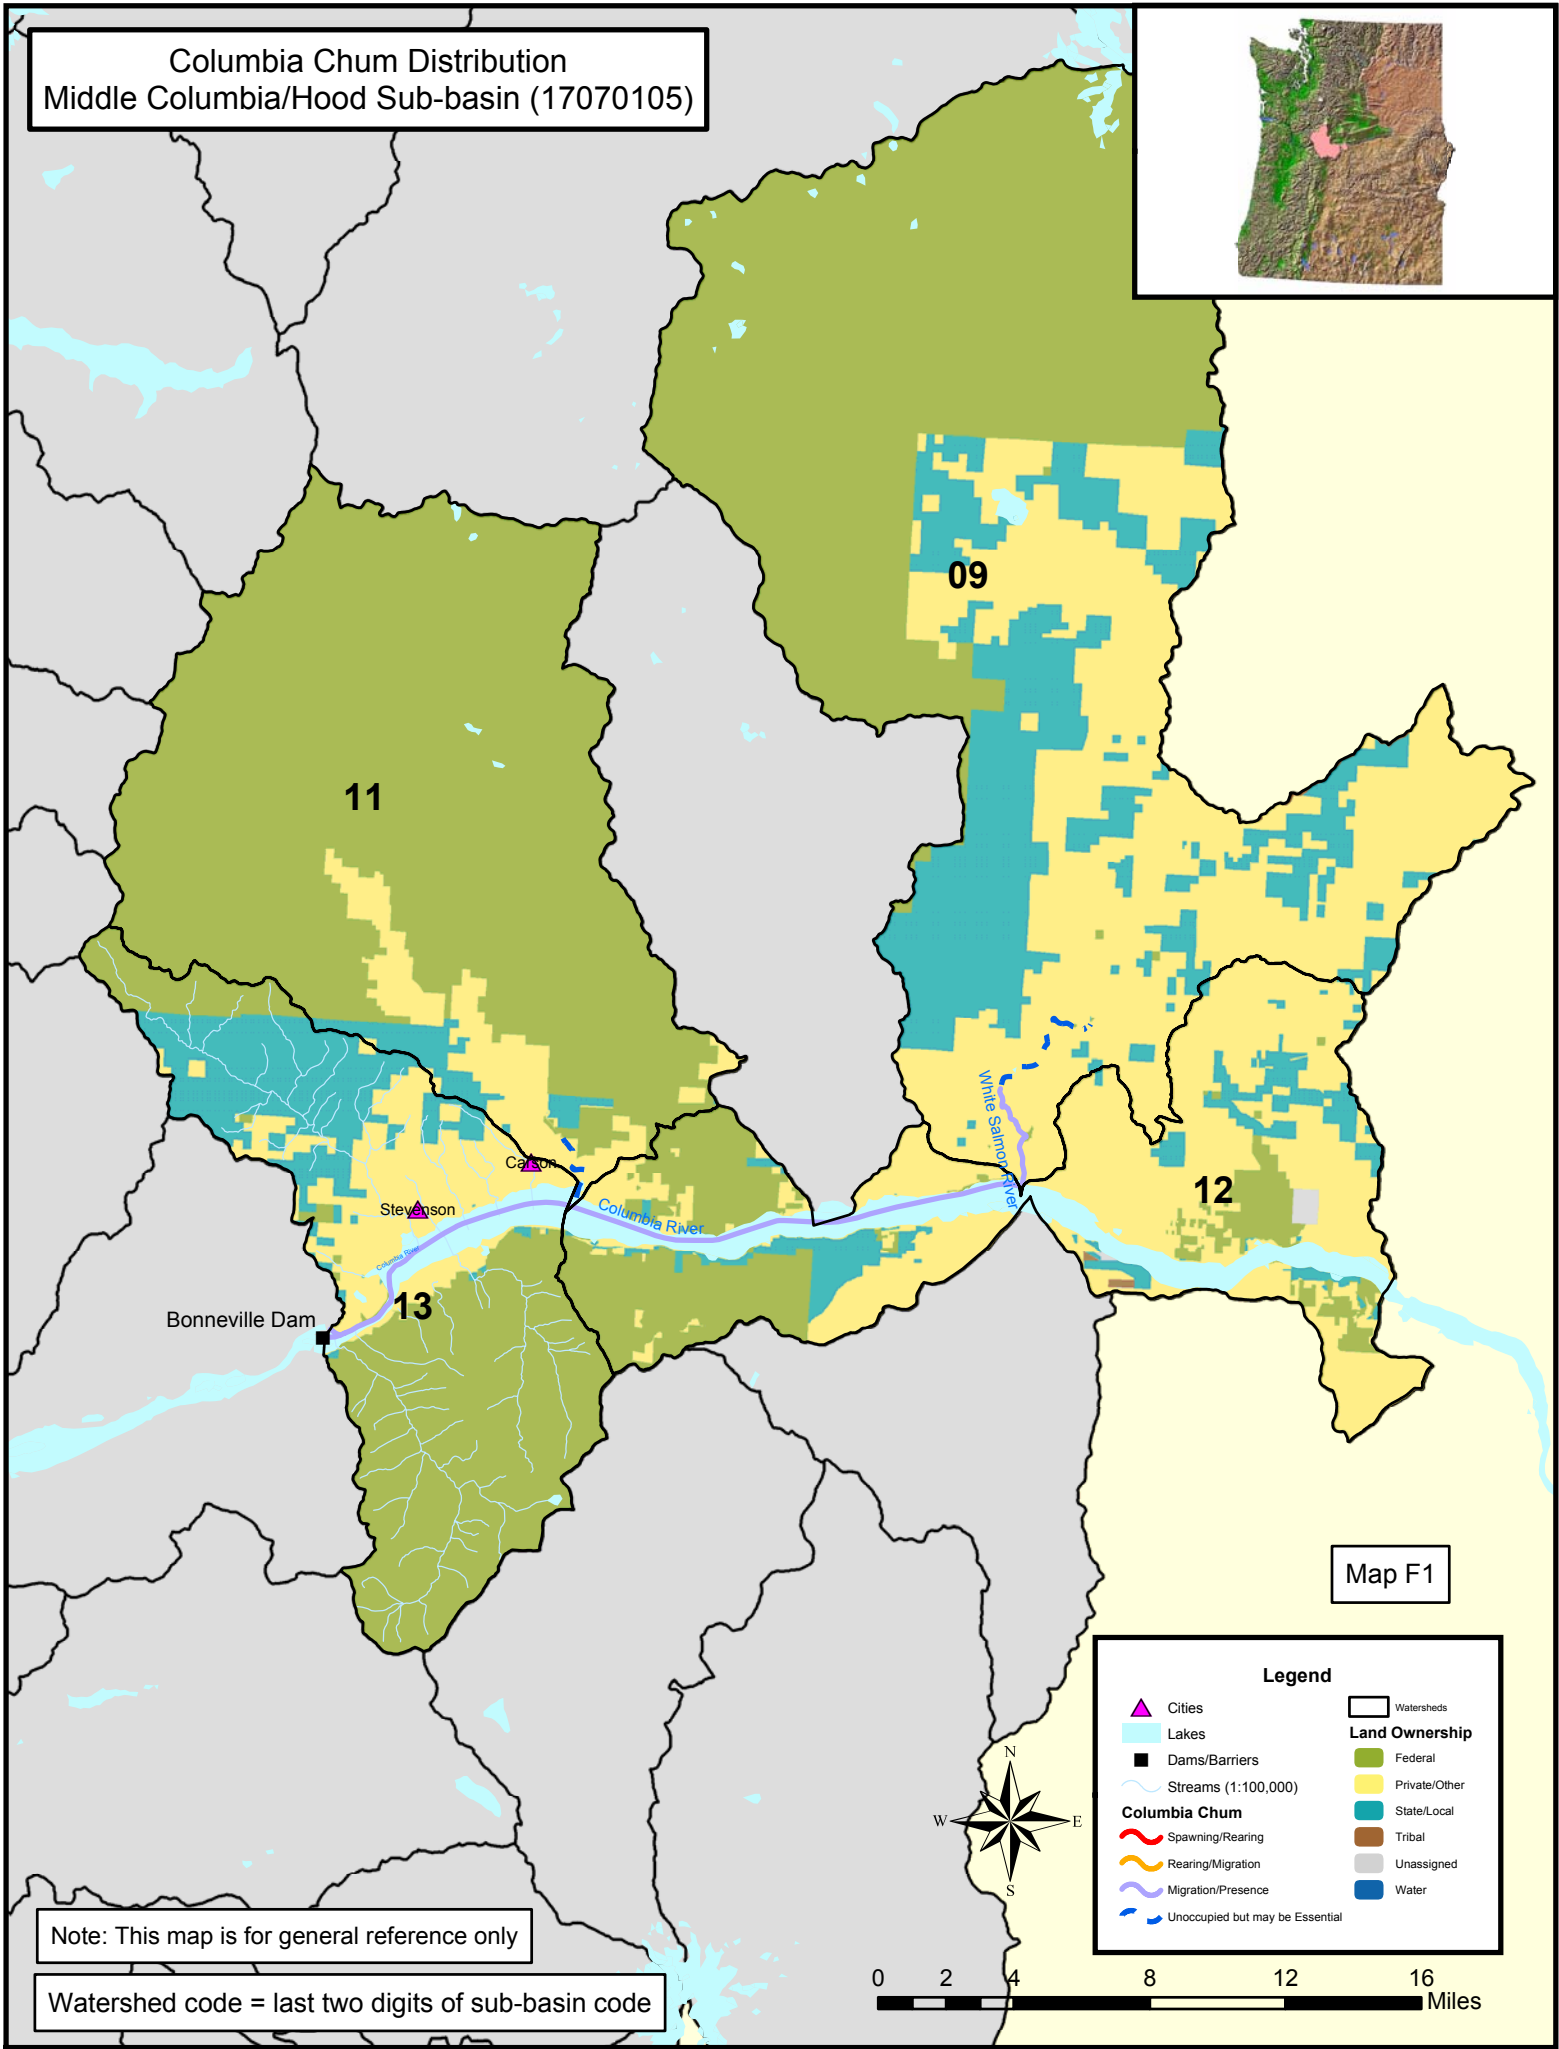 Columbia Chum Distribution
Middle Columbia/Hood Sub-basin (17070105)
09
11
White Salmon River
12
Carson
Stevenson
Columbia River
Columbia River
13
Bonneville Dam
Map F1
Legend
Cities
Lakes
Dams/Barriers
Streams (1:100,000)
Columbia Chum
Spawning/Rearing
Rearing/Migration
Migration/Presence
Unoccupied but may be Essential
Watersheds
Land Ownership
Federal
Private/Other
State/Local
Tribal
Unassigned
Water
N
W E
S
Note: This map is for general reference only
Watershed code = last two digits of sub-basin code
0 2 4 8 12 16
Miles